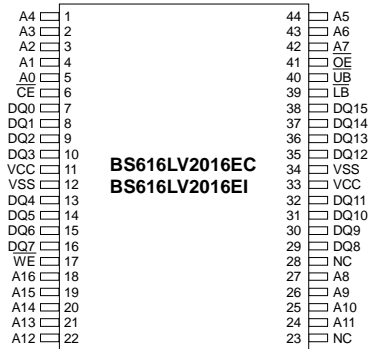 A4 1 44 A5
A3 2 43 A6
A2 3 42 A7
A1 4 41 OE
A0 5 40 UB
CE 6 39 LB
DQ0 7 38 DQ15
DQ1 8 37 DQ14
DQ2 9 36 DQ13
DQ3 10 35 DQ12
VCC 11 BS616LV2016EC 34 VSS
VSS 12 BS616LV2016EI 33 VCC
DQ4 13 32 DQ11
DQ5 14 31 DQ10
DQ6 15 30 DQ9
DQ7 16 29 DQ8
WE 17 28 NC
A16 18 27 A8
A15 19 26 A9
A14 20 25 A10
A13 21 24 A11
A12 22 23 NC